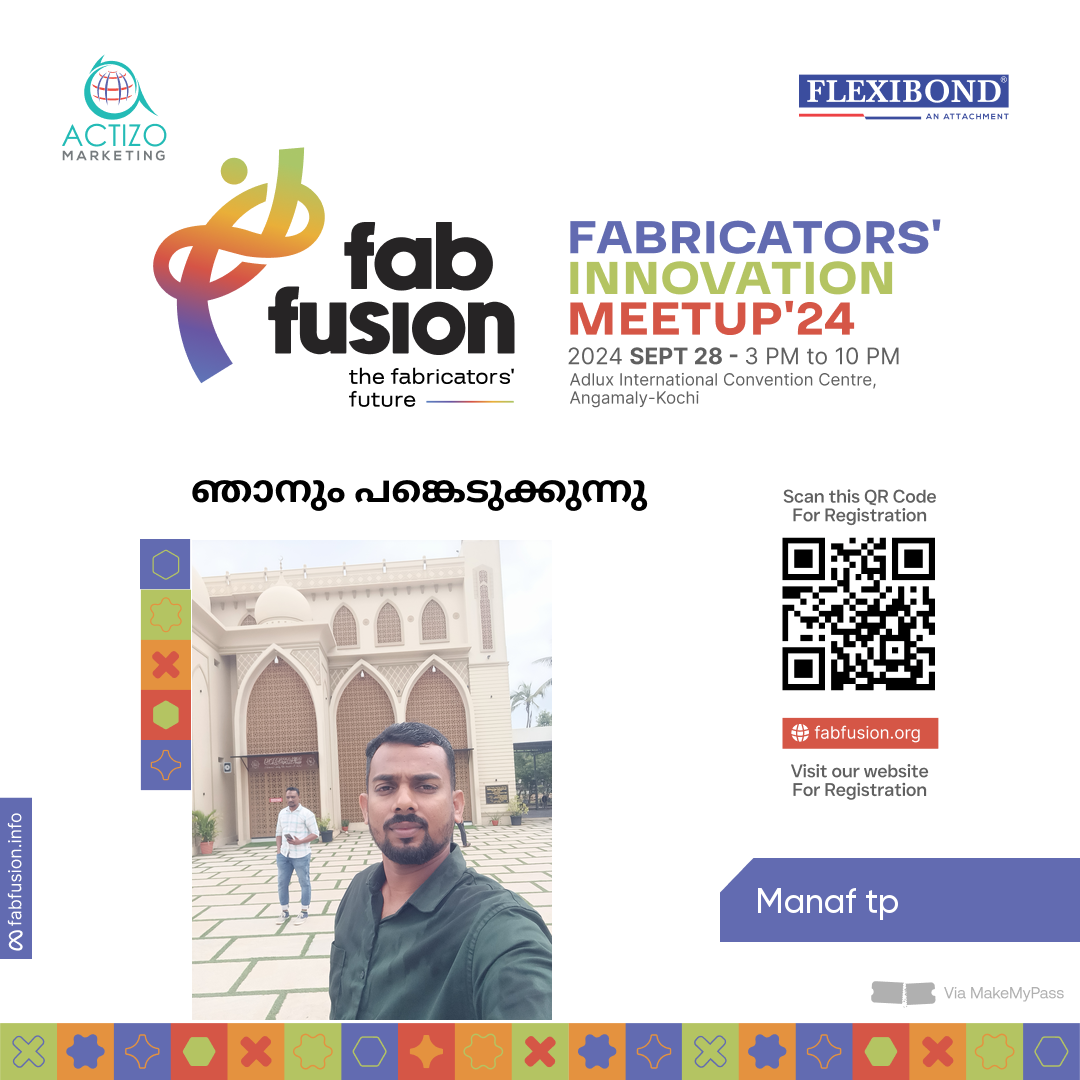 ACTIZO
MARKETING
FLEXIBOND®
AN ATTACHMENT
fab
fusion
the fabricators'
future
FABRICATORS'
INNOVATION
MEETUP'24
2024 SEPT 28 - 3 PM to 10 PM
Adlux International Convention Centre,
Angamaly-Kochi
ഞാനും പങ്കെടുക്കുന്നു
Scan this QR Code
For Registration
fabfusion.org
Visit our website
For Registration
fabfusion.info
Manaf tp
Via MakeMyPass